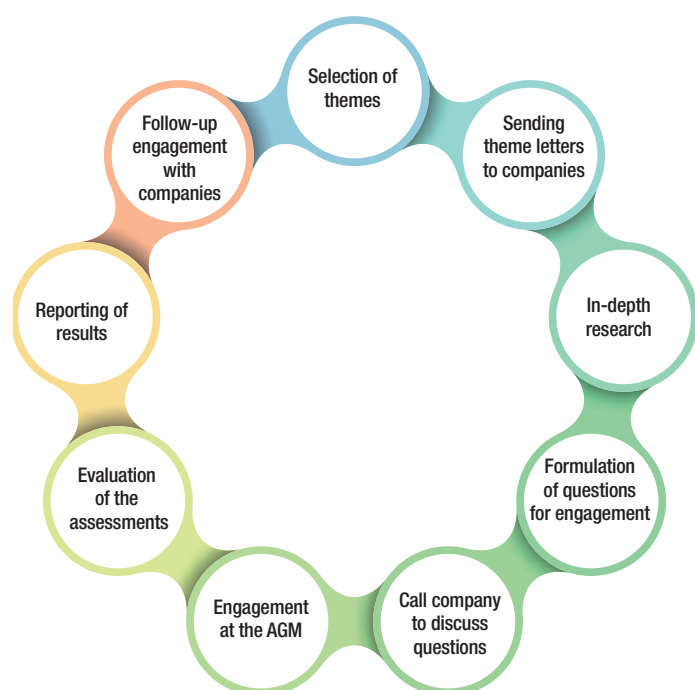 Selection of
themes
Sending
theme letters
to companies
In-depth
research
Formulation
of questions
for engagement
Call company
to discuss
questions
Engagement
at the AGM
Evaluation
of the
assessments
Reporting of
results
Follow-up
engagement
with
companies